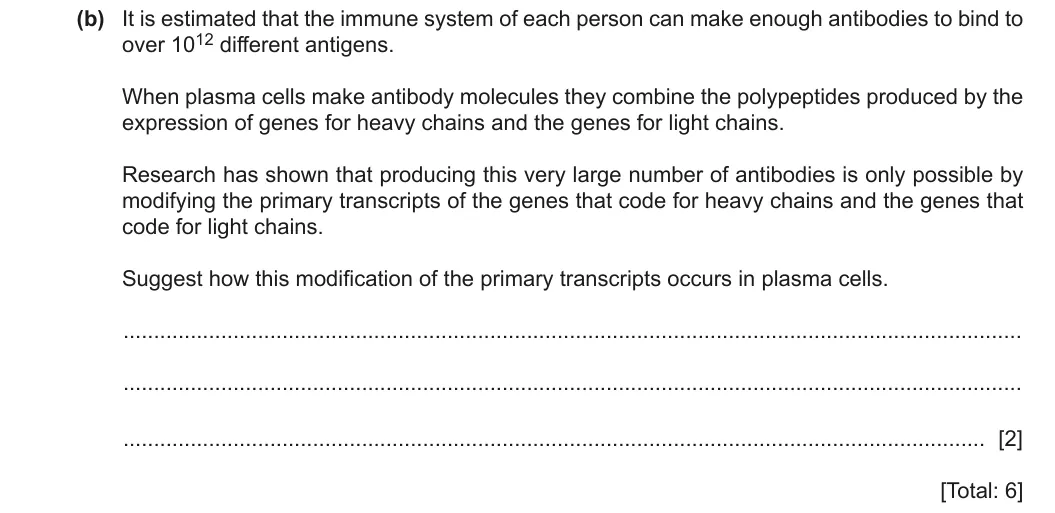 (b) It is estimated that the immune system of each person can make enough antibodies to bind to
over 10¹² different antigens.
When plasma cells make antibody molecules they combine the polypeptides produced by the
expression of genes for heavy chains and the genes for light chains.
Research has shown that producing this very large number of antibodies is only possible by
modifying the primary transcripts of the genes that code for heavy chains and the genes that
code for light chains.
Suggest how this modification of the primary transcripts occurs in plasma cells.
[2]
[Total: 6]